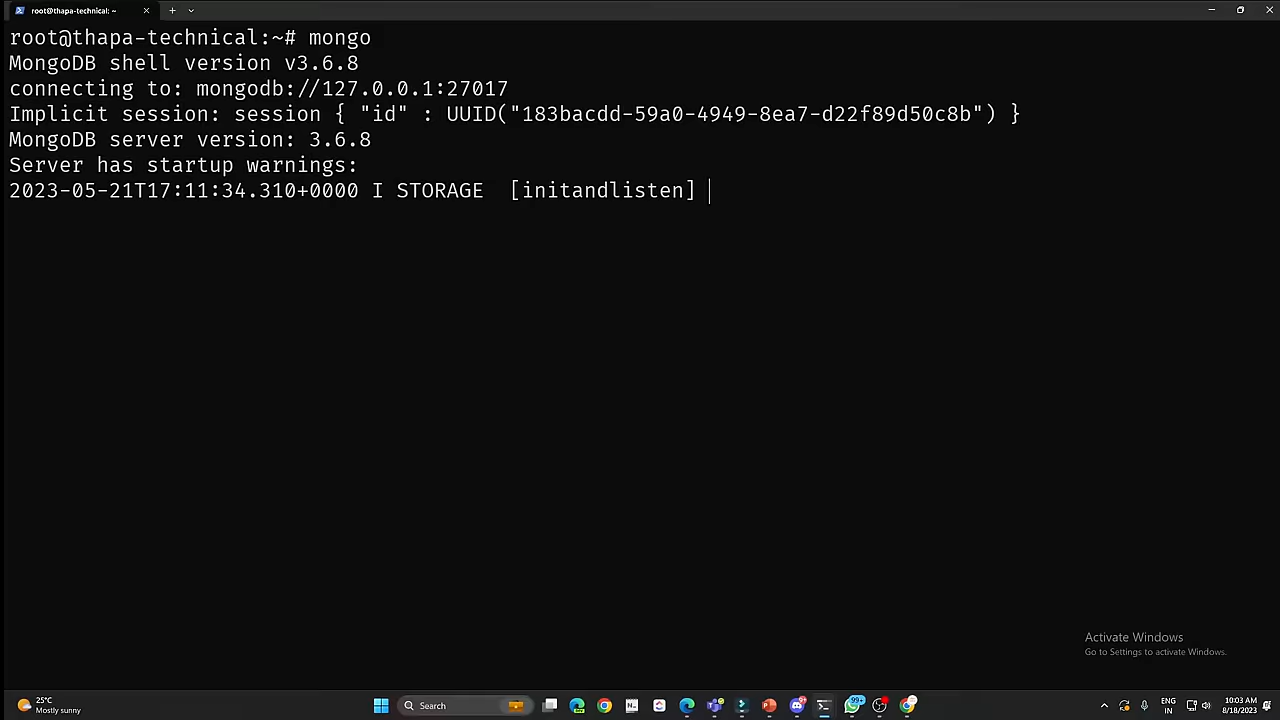 root@thapa-technical: ~
root@thapa-technical:~# mongo
MongoDB shell version v3.6.8
connecting to: mongodb://127.0.0.1:27017
Implicit session: session { "id" : UUID("183bacdd-59a0-4949-8ea7-d22f89d50c8b") }
MongoDB server version: 3.6.8
Server has startup warnings:
2023-05-21T17:11:34.310+0000 I STORAGE  [initandlisten]
Activate Windows
Go to Settings to activate Windows.
25°C
Mostly sunny
Search
99+
ENG
IN
10:03 AM
8/18/2023